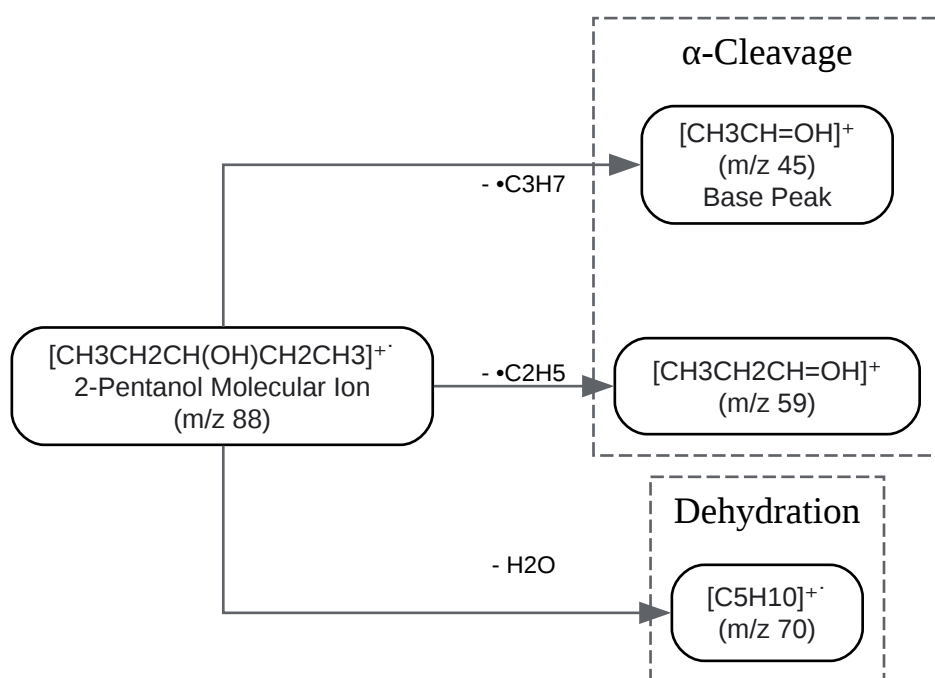 α-Cleavage
[CH3CH=OH]⁺
(m/z 45)
Base Peak
- •C3H7
[CH3CH2CH(OH)CH2CH3]⁺˙
2-Pentanol Molecular Ion
(m/z 88)
- •C2H5
[CH3CH2CH=OH]⁺
(m/z 59)
Dehydration
- H2O
[C5H10]⁺˙
(m/z 70)